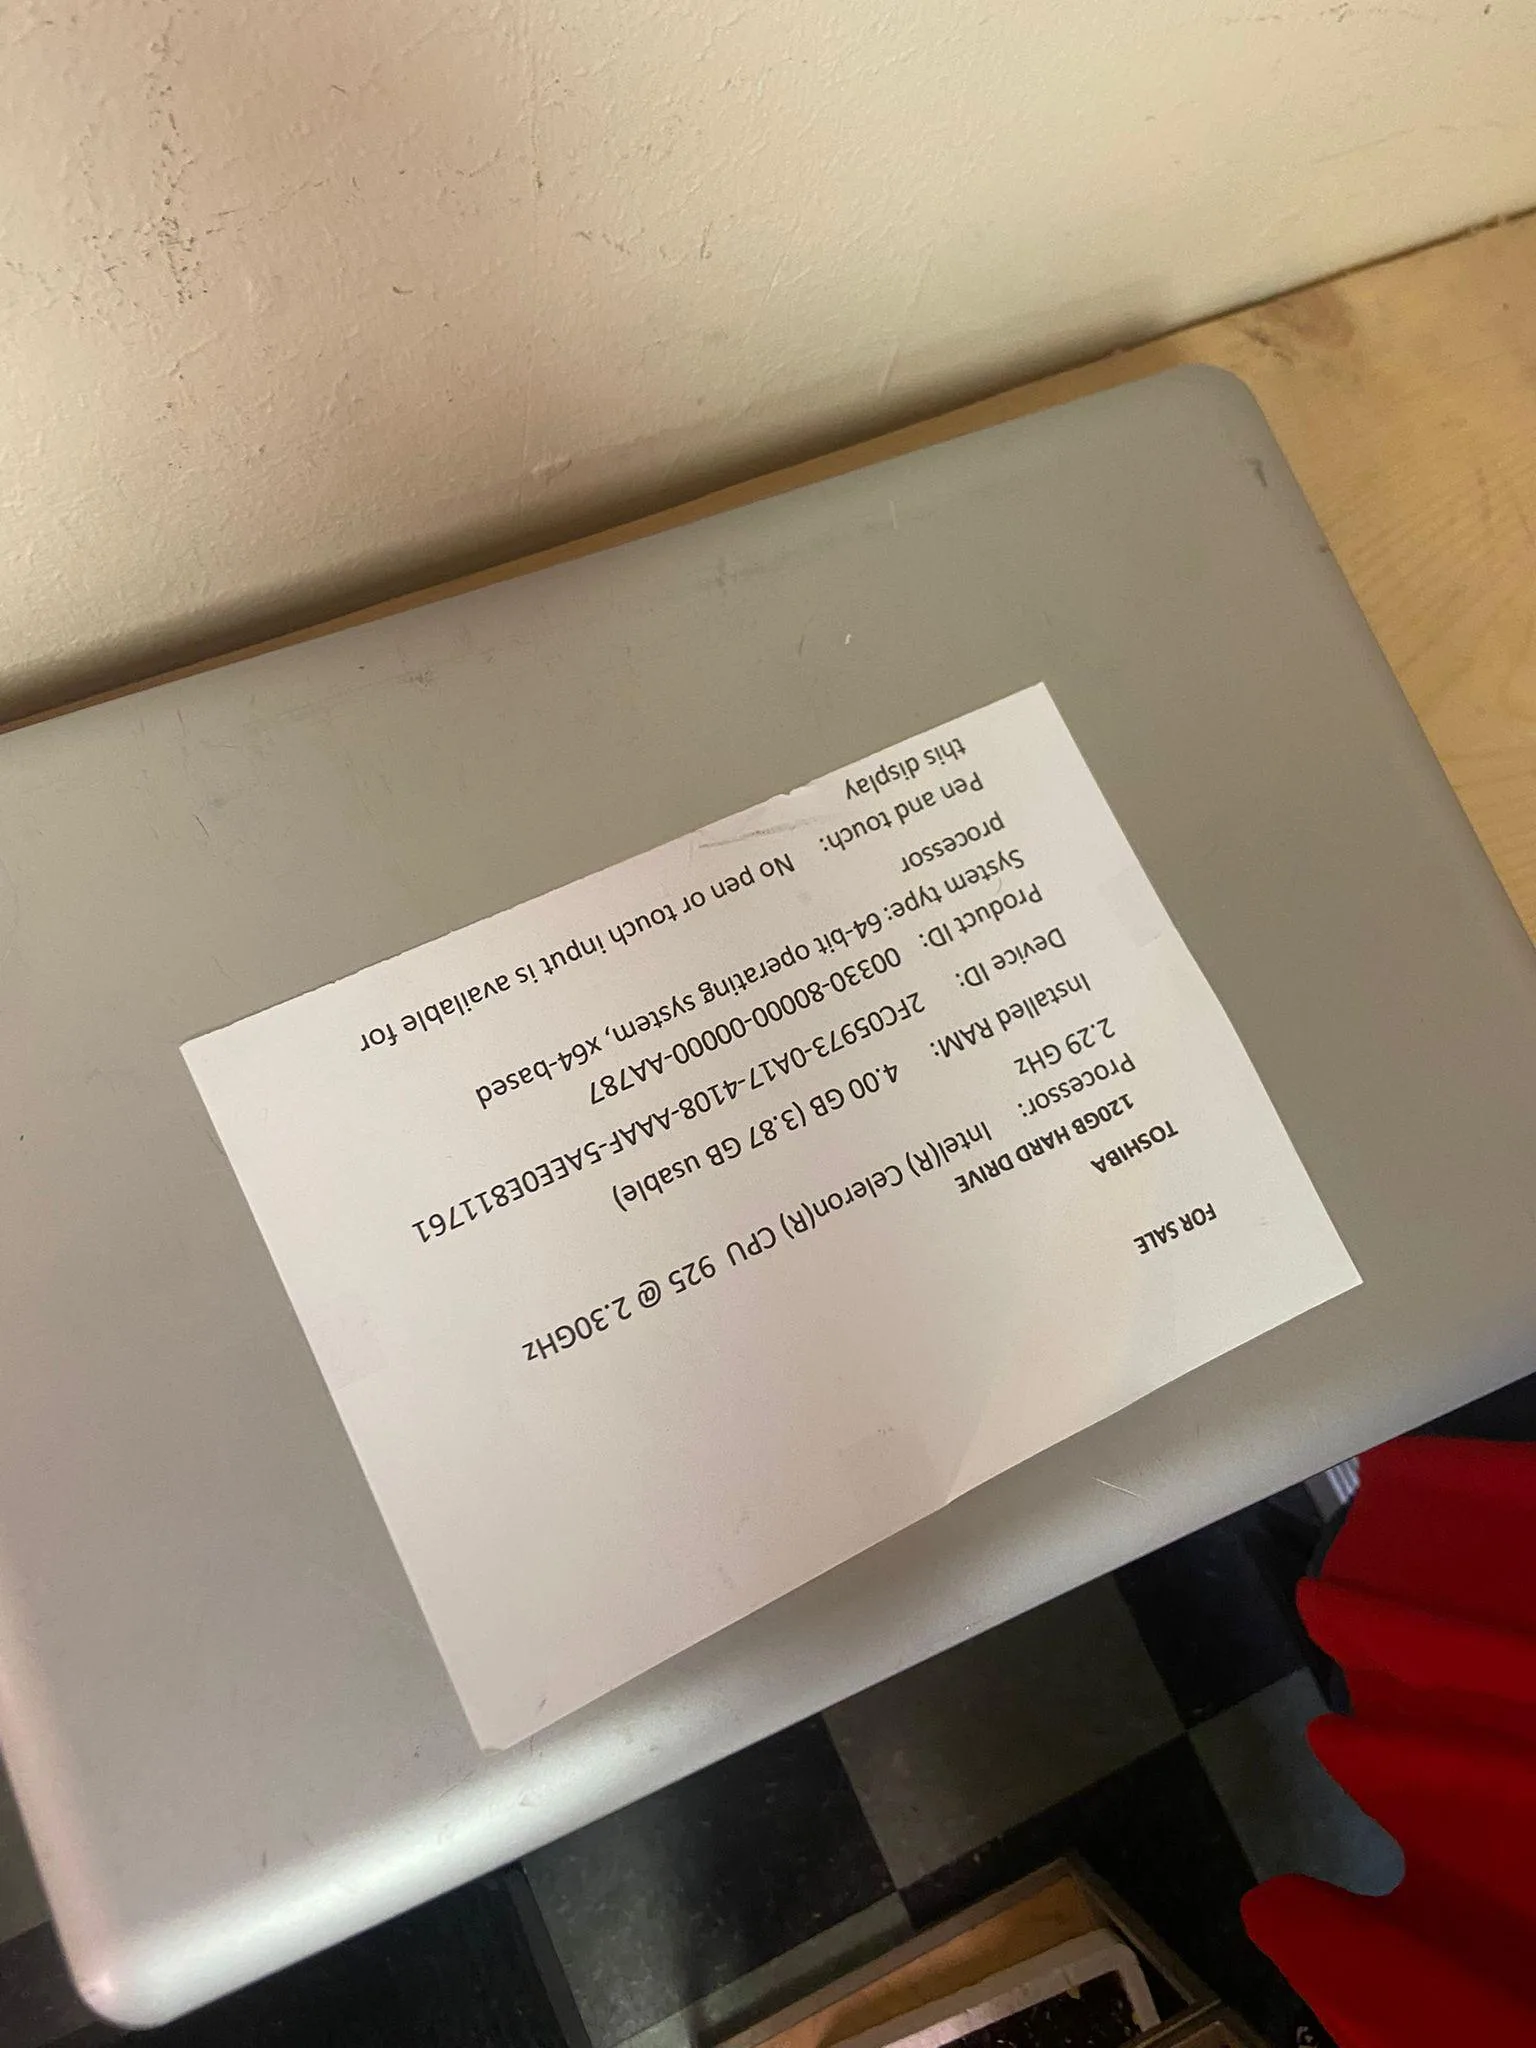 FOR SALE
TOSHIBA
120GB HARD DRIVE
Processor: Intel(R) Celeron(R) CPU 925 @ 2.30GHz
2.29 GHz
Installed RAM: 4.00 GB (3.87 GB usable)
Device ID: 2FC05973-0A17-4108-AAAF-5AEE0E811761
Product ID: 00330-80000-00000-AA787
System type: 64-bit operating system, x64-based
processor
Pen and touch: No pen or touch input is available for
this display